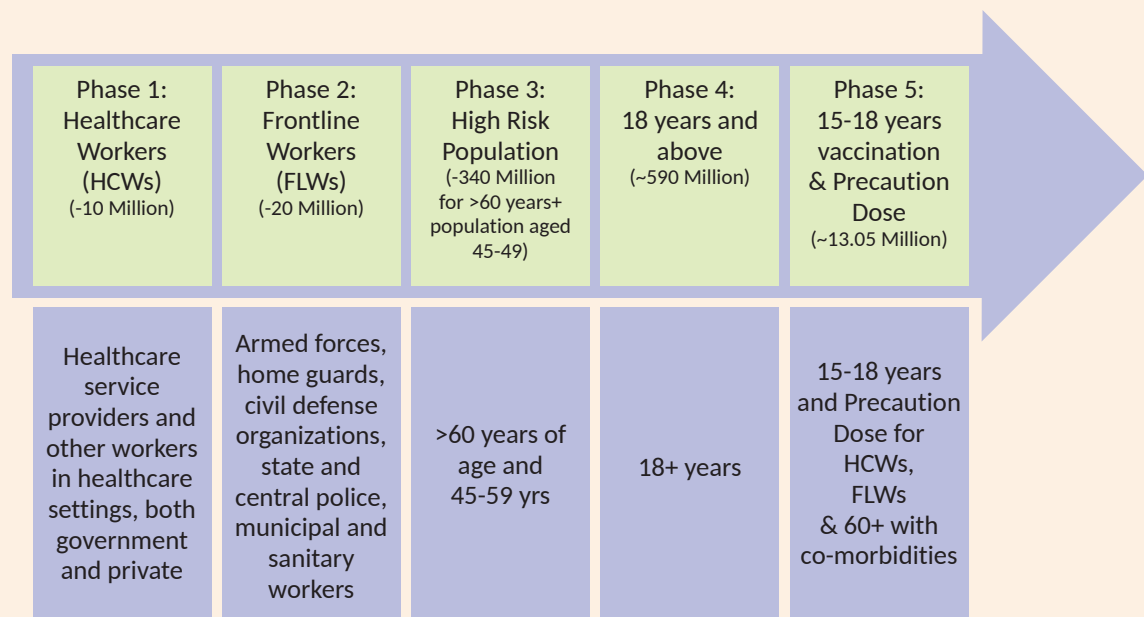 Phase 1:
Healthcare
Workers
(HCWs)
(-10 Million)
Phase 2:
Frontline
Workers
(FLWs)
(-20 Million)
Phase 3:
High Risk
Population
(-340 Million
for >60 years+
population aged
45-49)
Phase 4:
18 years and
above
(~590 Million)
Phase 5:
15-18 years
vaccination
& Precaution
Dose
(~13.05 Million)
Healthcare
service
providers and
other workers
in healthcare
settings, both
government
and private
Armed forces,
home guards,
civil defense
organizations,
state and
central police,
municipal and
sanitary
workers
>60 years of
age and
45-59 yrs
18+ years
15-18 years
and Precaution
Dose for
HCWs,
FLWs
& 60+ with
co-morbidities